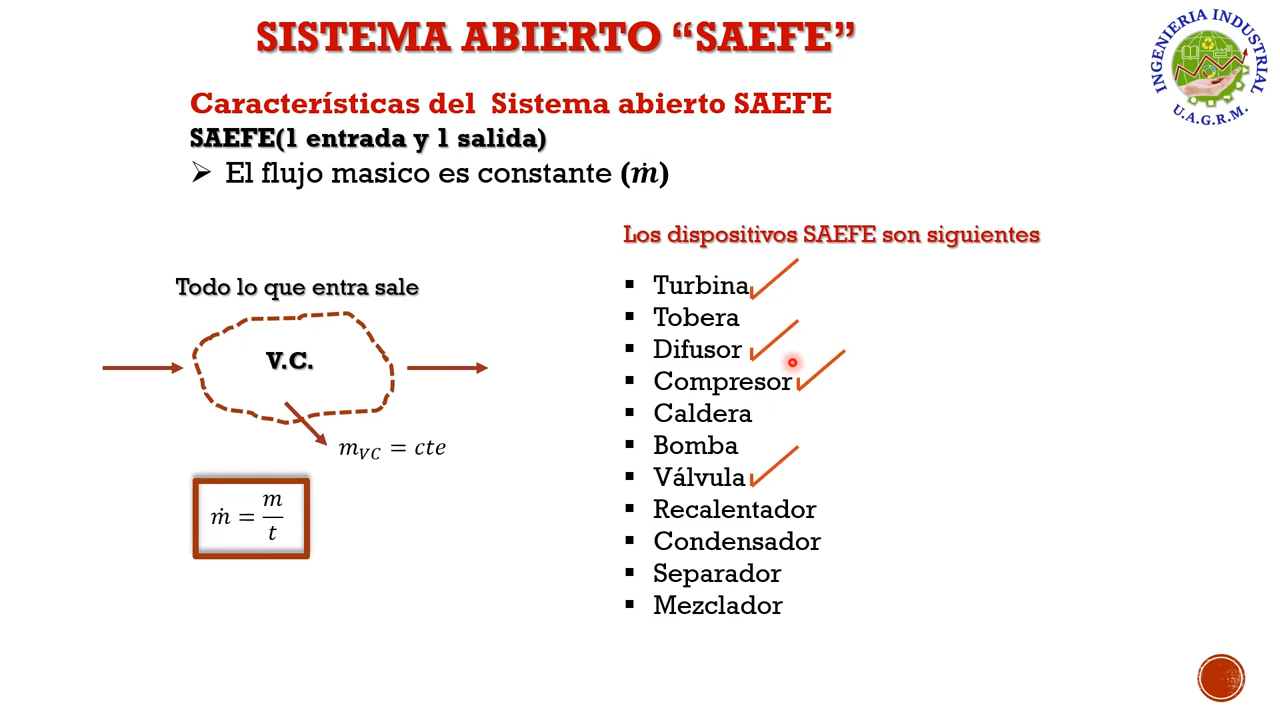 SISTEMA ABIERTO “SAEFE”
INGENIERIA INDUSTRIAL
U.A.G.R.M.
Características del Sistema abierto SAEFE
SAEFE(1 entrada y 1 salida)
➢ El flujo masico es constante (ṁ)
Todo lo que entra sale
V.C.
m_VC = cte
ṁ = m/t
Los dispositivos SAEFE son siguientes
▪ Turbina
▪ Tobera
▪ Difusor
▪ Compresor
▪ Caldera
▪ Bomba
▪ Válvula
▪ Recalentador
▪ Condensador
▪ Separador
▪ Mezclador